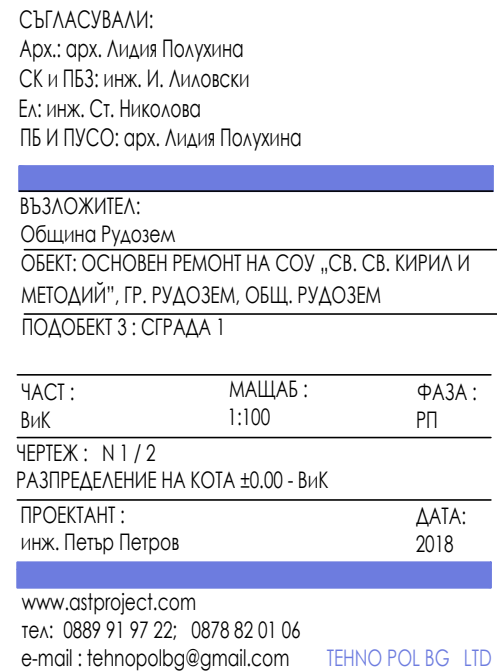 СЪГЛАСУВАЛИ:
Арх.: арх. Лидия Полухина
СК и ПБЗ: инж. И. Лиловски
Ел: инж. Ст. Николова
ПБ И ПУСО: арх. Лидия Полухина
ВЪЗЛОЖИТЕЛ:
Община Рудозем
ОБЕКТ: ОСНОВЕН РЕМОНТ НА СОУ „СВ. СВ. КИРИЛ И
МЕТОДИЙ", ГР. РУДОЗЕМ, ОБЩ. РУДОЗЕМ
ПОДОБЕКТ 3 : СГРАДА 1
ЧАСТ : МАЩАБ : ФАЗА :
ВиК 1:100 РП
ЧЕРТЕЖ : N 1 / 2
РАЗПРЕДЕЛЕНИЕ НА КОТА ±0.00 - ВиК
ПРОЕКТАНТ : ДАТА:
инж. Петър Петров 2018
www.astproject.com
тел: 0889 91 97 22; 0878 82 01 06
e-mail : tehnopolbg@gmail.com TEHNO POL BG LTD